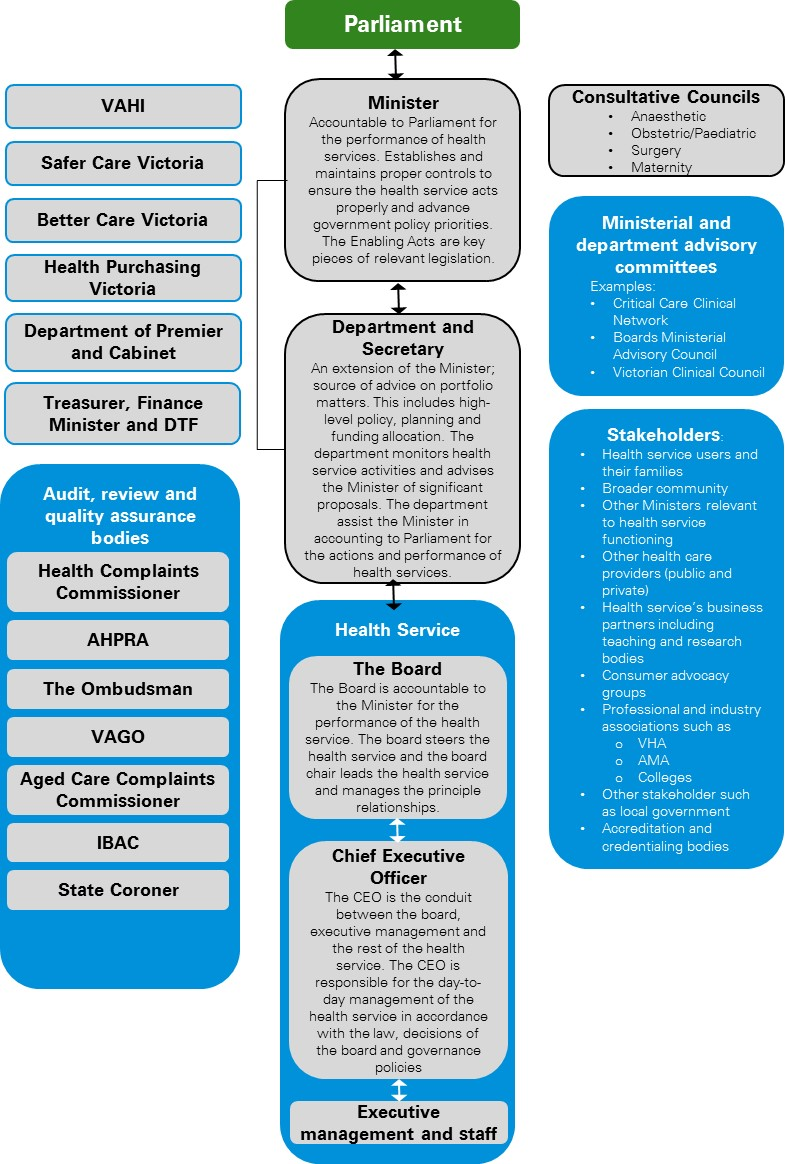 Parliament
VAHI
Safer Care Victoria
Better Care Victoria
Health Purchasing
Victoria
Department of Premier
and Cabinet
Treasurer, Finance
Minister and DTF
Audit, review and
quality assurance
bodies
Health Complaints
Commissioner
AHPRA
The Ombudsman
VAGO
Aged Care Complaints
Commissioner
IBAC
State Coroner
Minister
Accountable to Parliament for
the performance of health
services. Establishes and
maintains proper controls to
ensure the health service acts
properly and advance
government policy priorities.
The Enabling Acts are key
pieces of relevant legislation.
Department and
Secretary
An extension of the Minister;
source of advice on portfolio
matters. This includes high-
level policy, planning and
funding allocation. The
department monitors health
service activities and advises
the Minister of significant
proposals. The department
assist the Minister in
accounting to Parliament for
the actions and performance of
health services.
Health Service
The Board
The Board is accountable to
the Minister for the
performance of the health
service. The board steers the
health service and the board
chair leads the health service
and manages the principle
relationships.
Chief Executive
Officer
The CEO is the conduit
between the board,
executive management and
the rest of the health
service. The CEO is
responsible for the day-to-
day management of the
health service in accordance
with the law, decisions of
the board and governance
policies
Executive
management and staff
Consultative Councils
• Anaesthetic
• Obstetric/Paediatric
• Surgery
• Maternity
Ministerial and
department advisory
committees
Examples:
• Critical Care Clinical
Network
• Boards Ministerial
Advisory Council
• Victorian Clinical Council
Stakeholders:
• Health service users and
their families
• Broader community
• Other Ministers relevant
to health service
functioning
• Other health care
providers (public and
private)
• Health service's business
partners including
teaching and research
bodies
• Consumer advocacy
groups
• Professional and industry
associations such as
o VHA
o AMA
o Colleges
• Other stakeholder such
as local government
• Accreditation and
credentialing bodies